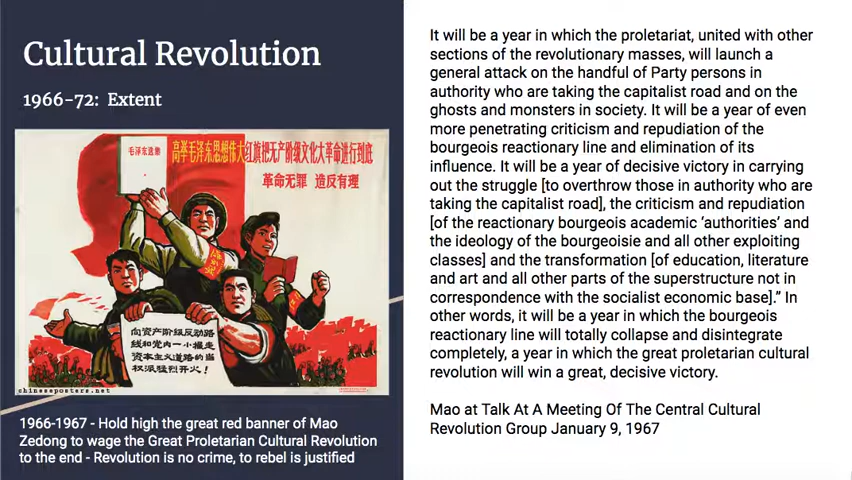 Cultural Revolution
1966-72: Extent
毛泽东选集
高举毛泽东思想伟大红旗把无产阶级文化大革命进行到底
革命无罪 造反有理
向资产阶级反动路
线和党内一小撮走
资本主义道路的当
权派猛烈开火！
chineseposters.net
1966-1967 - Hold high the great red banner of Mao
Zedong to wage the Great Proletarian Cultural Revolution
to the end - Revolution is no crime, to rebel is justified
It will be a year in which the proletariat, united with other
sections of the revolutionary masses, will launch a
general attack on the handful of Party persons in
authority who are taking the capitalist road and on the
ghosts and monsters in society. It will be a year of even
more penetrating criticism and repudiation of the
bourgeois reactionary line and elimination of its
influence. It will be a year of decisive victory in carrying
out the struggle [to overthrow those in authority who are
taking the capitalist road], the criticism and repudiation
[of the reactionary bourgeois academic ‘authorities’ and
the ideology of the bourgeoisie and all other exploiting
classes] and the transformation [of education, literature
and art and all other parts of the superstructure not in
correspondence with the socialist economic base].” In
other words, it will be a year in which the bourgeois
reactionary line will totally collapse and disintegrate
completely, a year in which the great proletarian cultural
revolution will win a great, decisive victory.
Mao at Talk At A Meeting Of The Central Cultural
Revolution Group January 9, 1967